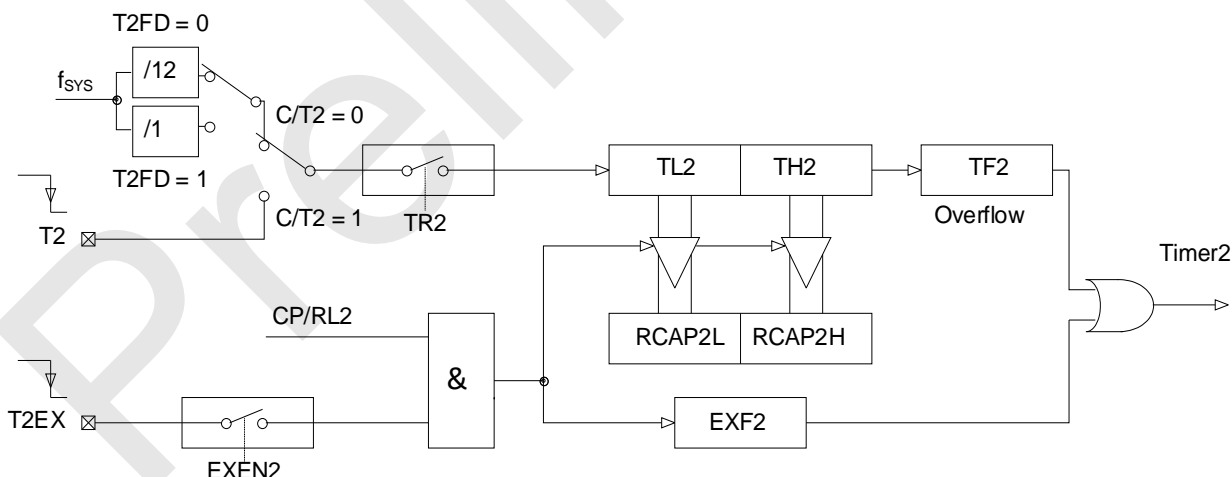 T2FD = 0
fSYS
/12
/1
T2FD = 1
C/T2 = 0
C/T2 = 1
T2
TR2
TL2
TH2
TF2
Overflow
Timer2
CP/RL2
RCAP2L
RCAP2H
&
T2EX
EXEN2
EXF2
Preli